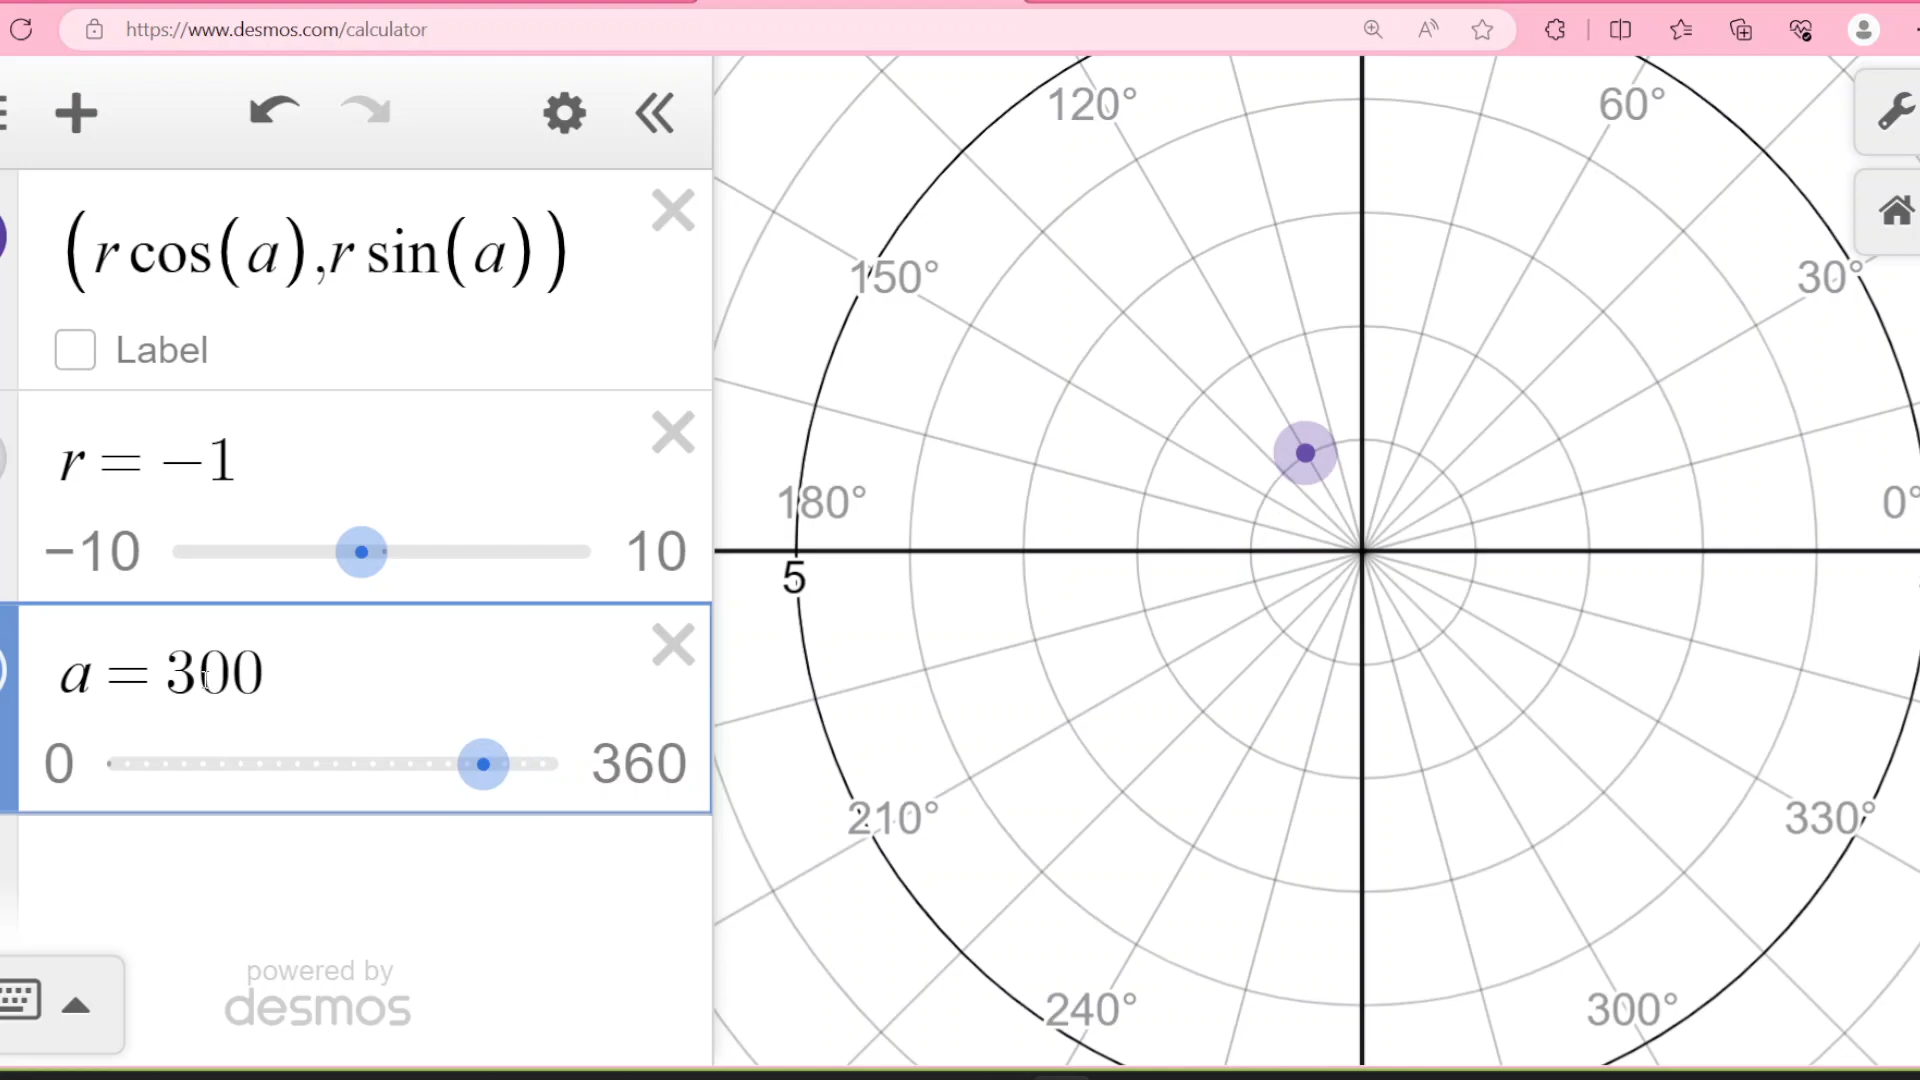 https://www.desmos.com/calculator
(r cos(a),r sin(a))
Label
r = −1
−10
10
a = 300
0
360
powered by
desmos
120°
60°
150°
30°
180°
0°
5
210°
330°
240°
300°